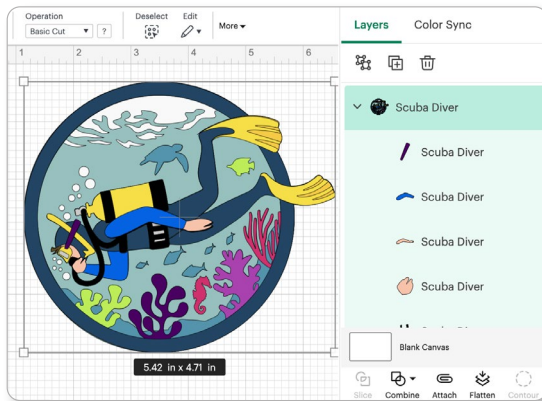 Operation
Basic Cut
?
Deselect
Edit
More
Layers
Color Sync
1 2 3 4 5 6
Scuba Diver
Scuba Diver
Scuba Diver
Scuba Diver
Scuba Diver
5.42 in x 4.71 in
Blank Canvas
Slice
Combine
Attach
Flatten
Contour